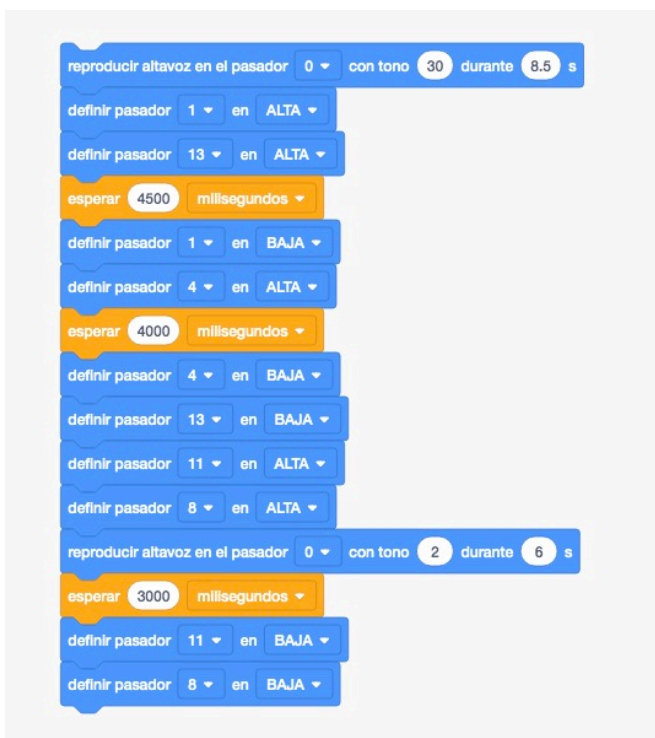 reproducir altavoz en el pasador 0 con tono 30 durante 8.5 s
definir pasador 1 en ALTA
definir pasador 13 en ALTA
esperar 4500 milisegundos
definir pasador 1 en BAJA
definir pasador 4 en ALTA
esperar 4000 milisegundos
definir pasador 4 en BAJA
definir pasador 13 en BAJA
definir pasador 11 en ALTA
definir pasador 8 en ALTA
reproducir altavoz en el pasador 0 con tono 2 durante 6 s
esperar 3000 milisegundos
definir pasador 11 en BAJA
definir pasador 8 en BAJA